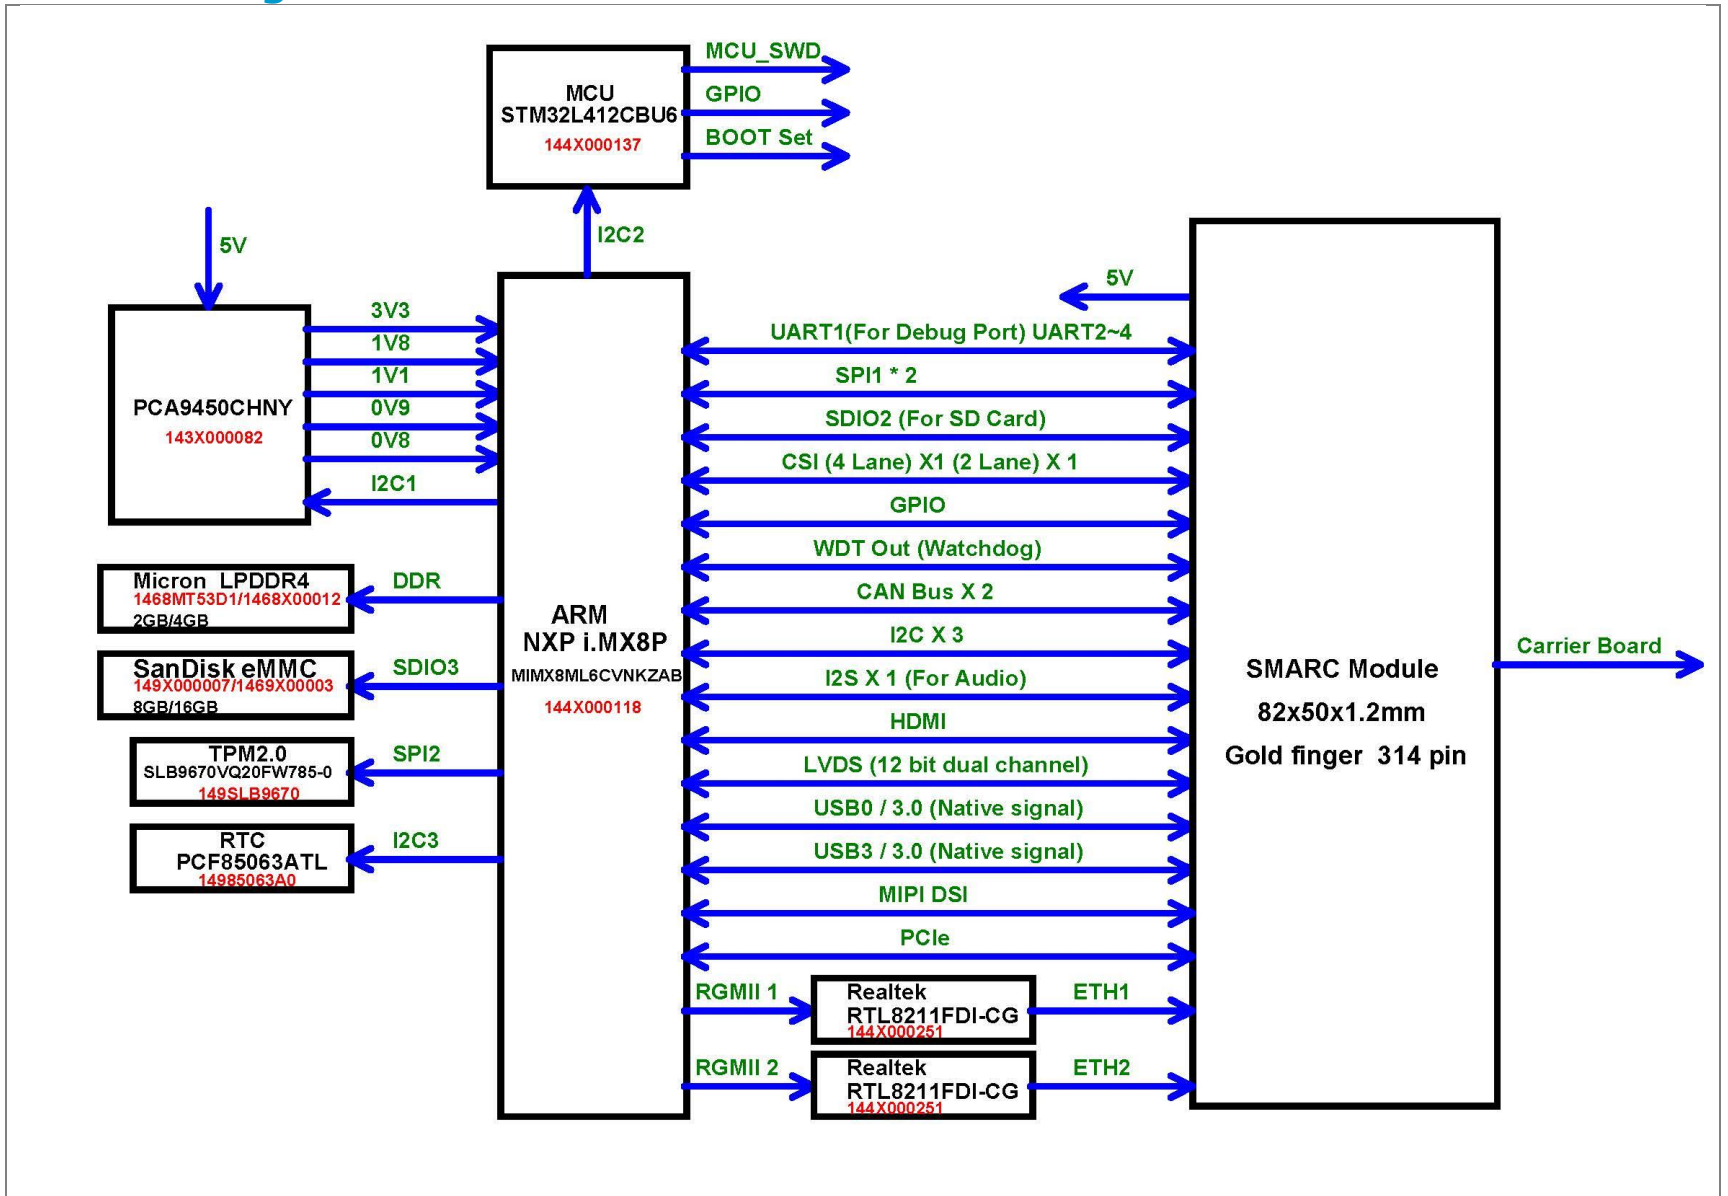 MCU_SWD
MCU
STM32L412CBU6
144X000137
GPIO
BOOT Set
I2C2
5V
PCA9450CHNY
143X000082
3V3
1V8
1V1
0V9
0V8
I2C1
Micron LPDDR4
1468MT53D1/1468X00012
2GB/4GB
DDR
SanDisk eMMC
149X000007/1469X00003
8GB/16GB
SDIO3
TPM2.0
SLB9670VQ20FW785-0
149SLB9670
SPI2
RTC
PCF85063ATL
14985063A0
I2C3
ARM
NXP i.MX8P
MIMX8ML6CVNKZAB
144X000118
5V
UART1(For Debug Port) UART2~4
SPI1 * 2
SDIO2 (For SD Card)
CSI (4 Lane) X1 (2 Lane) X 1
GPIO
WDT Out (Watchdog)
CAN Bus X 2
I2C X 3
I2S X 1 (For Audio)
HDMI
LVDS (12 bit dual channel)
USB0 / 3.0 (Native signal)
USB3 / 3.0 (Native signal)
MIPI DSI
PCIe
RGMII 1
Realtek
RTL8211FDI-CG
144X000251
ETH1
RGMII 2
Realtek
RTL8211FDI-CG
144X000251
ETH2
SMARC Module
82x50x1.2mm
Gold finger 314 pin
Carrier Board